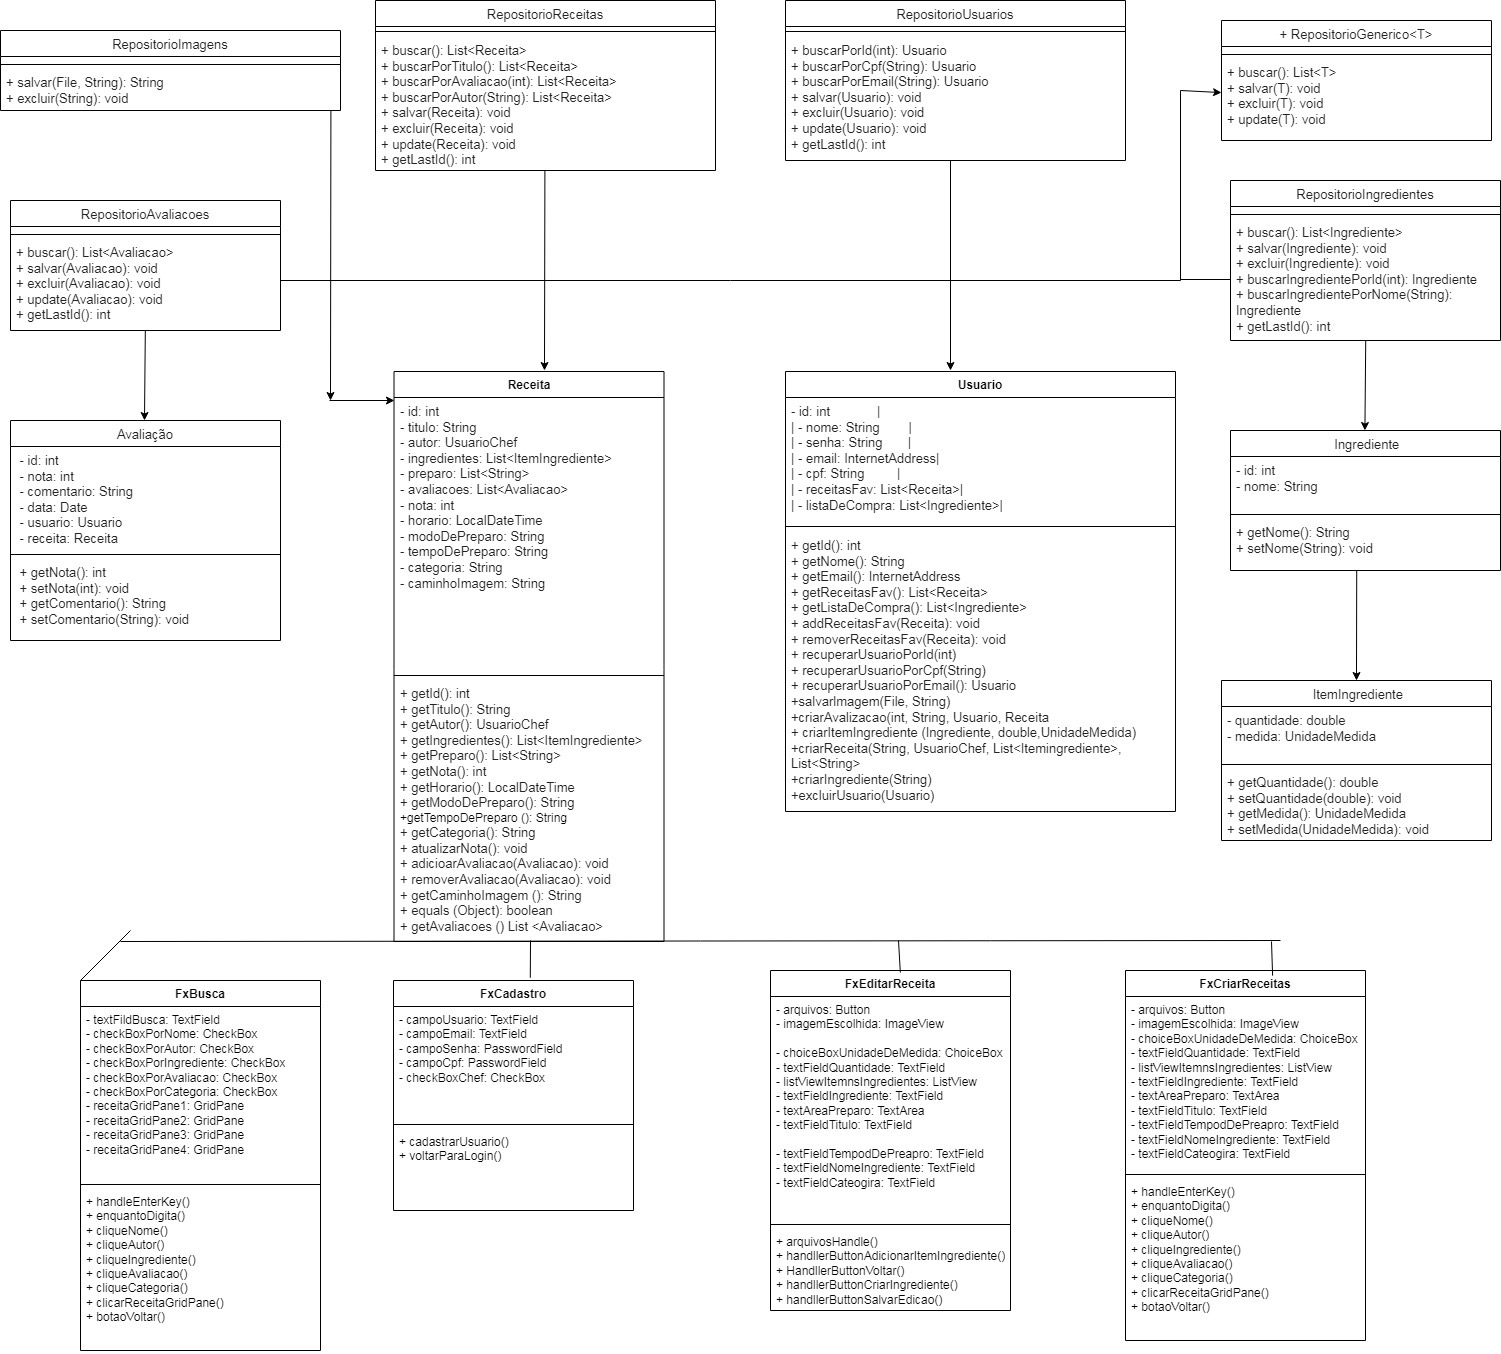 RepositorioImagens
+ salvar(File, String): String
+ excluir(String): void
RepositorioReceitas
+ buscar(): List<Receita>
+ buscarPorTitulo(): List<Receita>
+ buscarPorAvaliacao(int): List<Receita>
+ buscarPorAutor(String): List<Receita>
+ salvar(Receita): void
+ excluir(Receita): void
+ update(Receita): void
+ getLastId(): int
RepositorioUsuarios
+ buscarPorId(int): Usuario
+ buscarPorCpf(String): Usuario
+ buscarPorEmail(String): Usuario
+ salvar(Usuario): void
+ excluir(Usuario): void
+ update(Usuario): void
+ getLastId(): int
+ RepositorioGenerico<T>
+ buscar(): List<T>
+ salvar(T): void
+ excluir(T): void
+ update(T): void
RepositorioAvaliacoes
+ buscar(): List<Avaliacao>
+ salvar(Avaliacao): void
+ excluir(Avaliacao): void
+ update(Avaliacao): void
+ getLastId(): int
RepositorioIngredientes
+ buscar(): List<Ingrediente>
+ salvar(Ingrediente): void
+ excluir(Ingrediente): void
+ buscarIngredientePorId(int): Ingrediente
+ buscarIngredientePorNome(String):
Ingrediente
+ getLastId(): int
Avaliação
- id: int
- nota: int
- comentario: String
- data: Date
- usuario: Usuario
- receita: Receita
+ getNota(): int
+ setNota(int): void
+ getComentario(): String
+ setComentario(String): void
Receita
- id: int
- titulo: String
- autor: UsuarioChef
- ingredientes: List<ItemIngrediente>
- preparo: List<String>
- avaliacoes: List<Avaliacao>
- nota: int
- horario: LocalDateTime
- modoDePreparo: String
- tempoDePreparo: String
- categoria: String
- caminhoImagem: String
+ getId(): int
+ getTitulo(): String
+ getAutor(): UsuarioChef
+ getIngredientes(): List<ItemIngrediente>
+ getPreparo(): List<String>
+ getNota(): int
+ getHorario(): LocalDateTime
+ getModoDePreparo(): String
+getTempoDePreparo (): String
+ getCategoria(): String
+ atualizarNota(): void
+ adicioarAvaliacao(Avaliacao): void
+ removerAvaliacao(Avaliacao): void
+ getCaminhoImagem (): String
+ equals (Object): boolean
+ getAvaliacoes () List <Avaliacao>
Usuario
- id: int |
| - nome: String |
| - senha: String |
| - email: InternetAddress|
| - cpf: String |
| - receitasFav: List<Receita>|
| - listaDeCompra: List<Ingrediente>|
+ getId(): int
+ getNome(): String
+ getEmail(): InternetAddress
+ getReceitasFav(): List<Receita>
+ getListaDeCompra(): List<Ingrediente>
+ addReceitasFav(Receita): void
+ removerReceitasFav(Receita): void
+ recuperarUsuarioPorId(int)
+ recuperarUsuarioPorCpf(String)
+ recuperarUsuarioPorEmail(): Usuario
+salvarImagem(File, String)
+criarAvalizacao(int, String, Usuario, Receita
+ criarItemIngrediente (Ingrediente, double,UnidadeMedida)
+criarReceita(String, UsuarioChef, List<Itemingrediente>,
List<String>
+criarIngrediente(String)
+excluirUsuario(Usuario)
Ingrediente
- id: int
- nome: String
+ getNome(): String
+ setNome(String): void
ItemIngrediente
- quantidade: double
- medida: UnidadeMedida
+ getQuantidade(): double
+ setQuantidade(double): void
+ getMedida(): UnidadeMedida
+ setMedida(UnidadeMedida): void
FxBusca
- textFildBusca: TextField
- checkBoxPorNome: CheckBox
- checkBoxPorAutor: CheckBox
- checkBoxPorIngrediente: CheckBox
- checkBoxPorAvaliacao: CheckBox
- checkBoxPorCategoria: CheckBox
- receitaGridPane1: GridPane
- receitaGridPane2: GridPane
- receitaGridPane3: GridPane
- receitaGridPane4: GridPane
+ handleEnterKey()
+ enquantoDigita()
+ cliqueNome()
+ cliqueAutor()
+ cliqueIngrediente()
+ cliqueAvaliacao()
+ cliqueCategoria()
+ clicarReceitaGridPane()
+ botaoVoltar()
FxCadastro
- campoUsuario: TextField
- campoEmail: TextField
- campoSenha: PasswordField
- campoCpf: PasswordField
- checkBoxChef: CheckBox
+ cadastrarUsuario()
+ voltarParaLogin()
FxEditarReceita
- arquivos: Button
- imagemEscolhida: ImageView
- choiceBoxUnidadeDeMedida: ChoiceBox
- textFieldQuantidade: TextField
- listViewItemnsIngredientes: ListView
- textFieldIngrediente: TextField
- textAreaPreparo: TextArea
- textFieldTitulo: TextField
- textFieldTempodDePreapro: TextField
- textFieldNomeIngrediente: TextField
- textFieldCateogira: TextField
+ arquivosHandle()
+ handllerButtonAdicionarItemIngrediente()
+ HandllerButtonVoltar()
+ handllerButtonCriarIngrediente()
+ handllerButtonSalvarEdicao()
FxCriarReceitas
- arquivos: Button
- imagemEscolhida: ImageView
- choiceBoxUnidadeDeMedida: ChoiceBox
- textFieldQuantidade: TextField
- listViewItemnsIngredientes: ListView
- textFieldIngrediente: TextField
- textAreaPreparo: TextArea
- textFieldTitulo: TextField
- textFieldTempodDePreapro: TextField
- textFieldNomeIngrediente: TextField
- textFieldCateogira: TextField
+ handleEnterKey()
+ enquantoDigita()
+ cliqueNome()
+ cliqueAutor()
+ cliqueIngrediente()
+ cliqueAvaliacao()
+ cliqueCategoria()
+ clicarReceitaGridPane()
+ botaoVoltar()